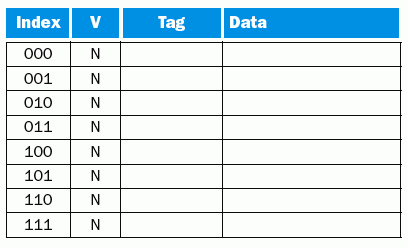 Index V Tag Data
000 N
001 N
010 N
011 N
100 N
101 N
110 N
111 N